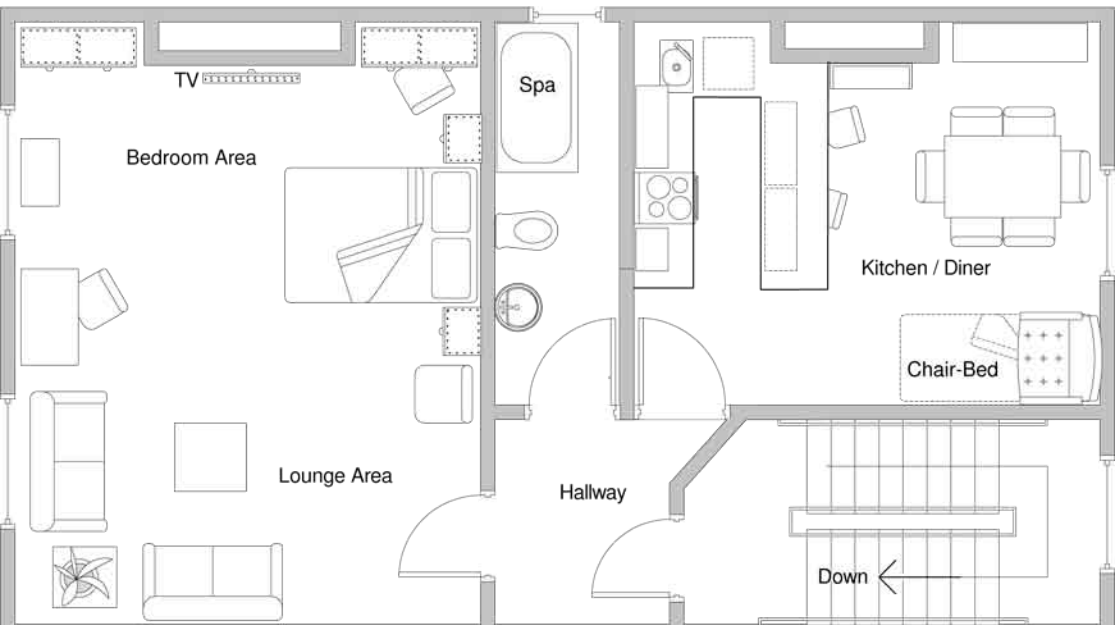 TV
Spa
Bedroom Area
Kitchen / Diner
Chair-Bed
Lounge Area
Hallway
Down